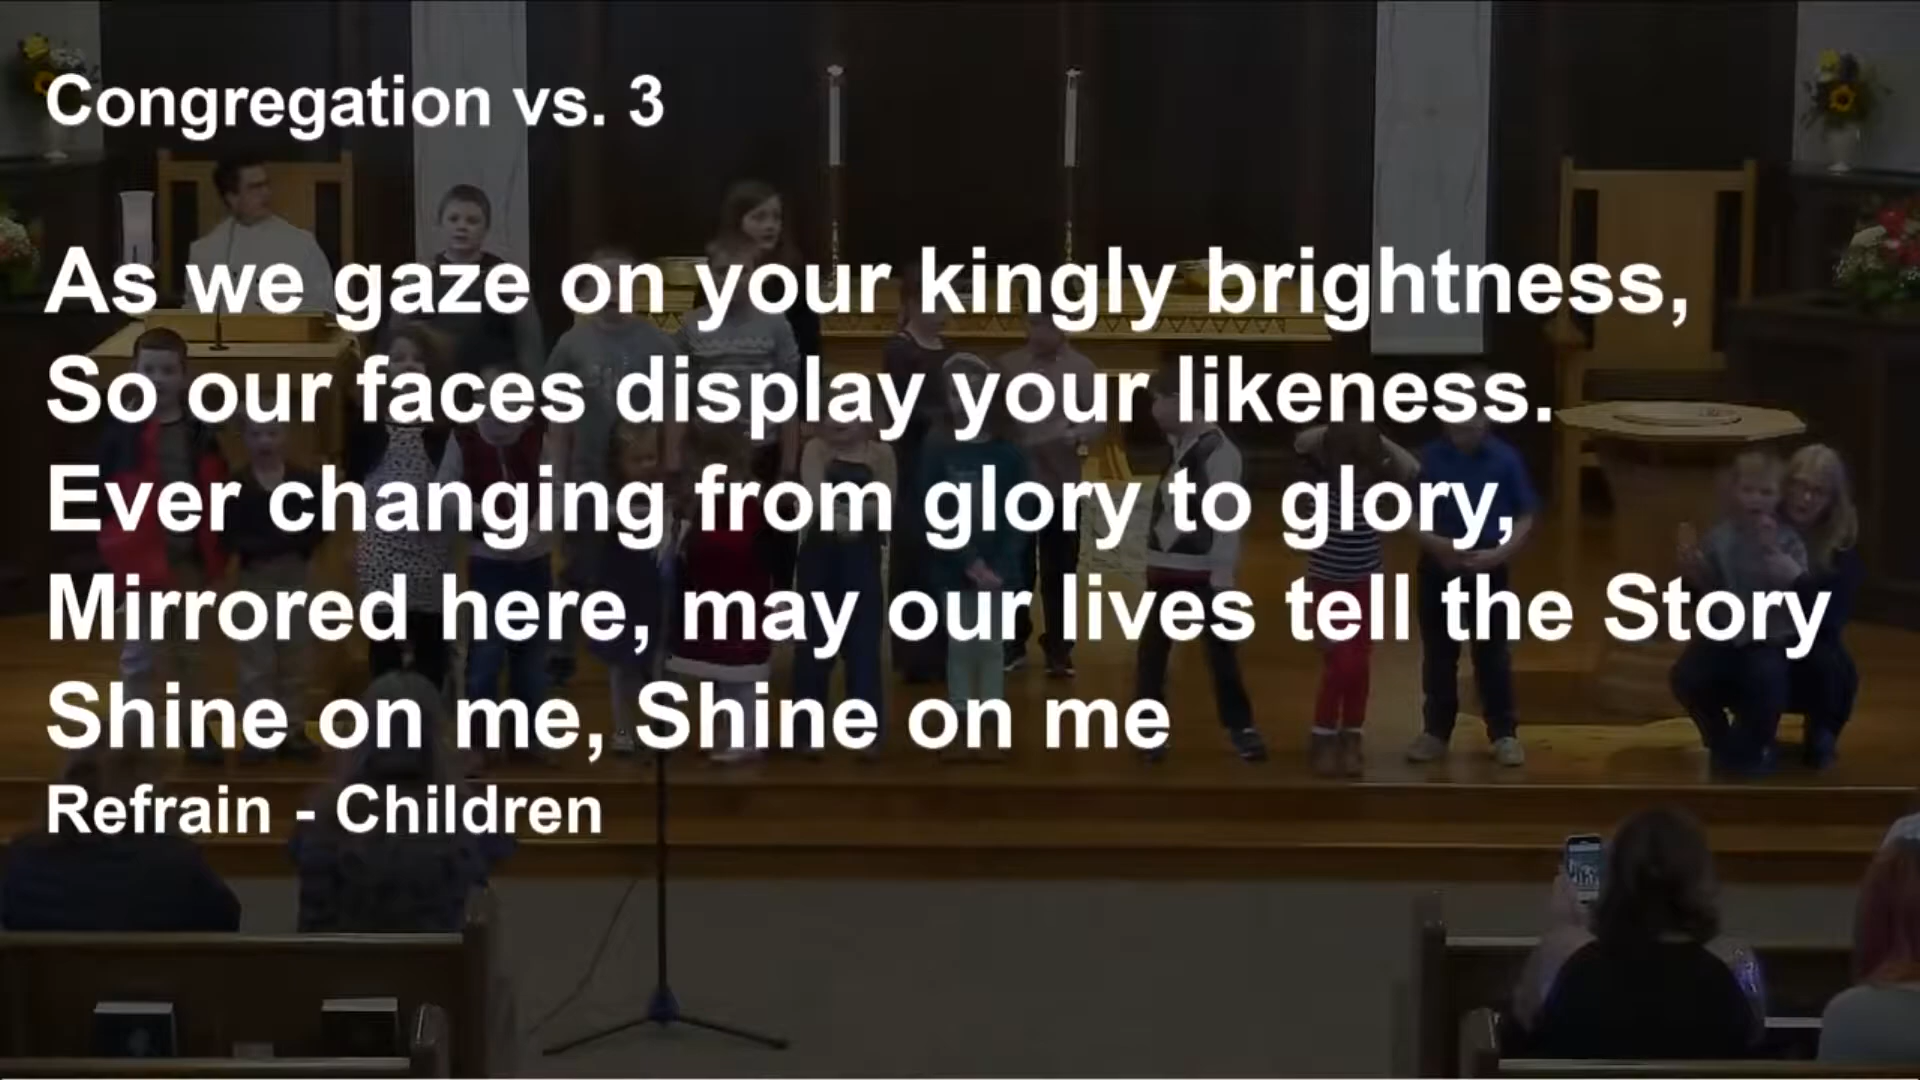 Congregation vs. 3
As we gaze on your kingly brightness,
So our faces display your likeness.
Ever changing from glory to glory,
Mirrored here, may our lives tell the Story
Shine on me, Shine on me
Refrain - Children